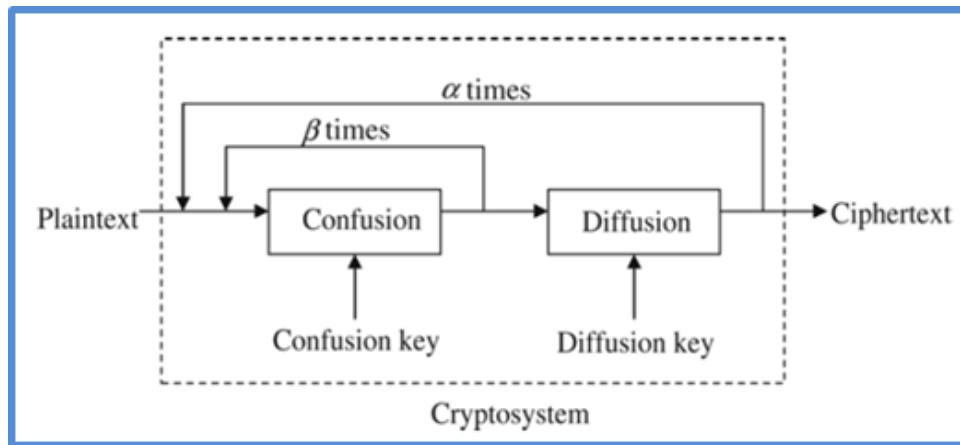 α times
β times
Plaintext
Confusion
Diffusion
Ciphertext
Confusion key
Diffusion key
Cryptosystem